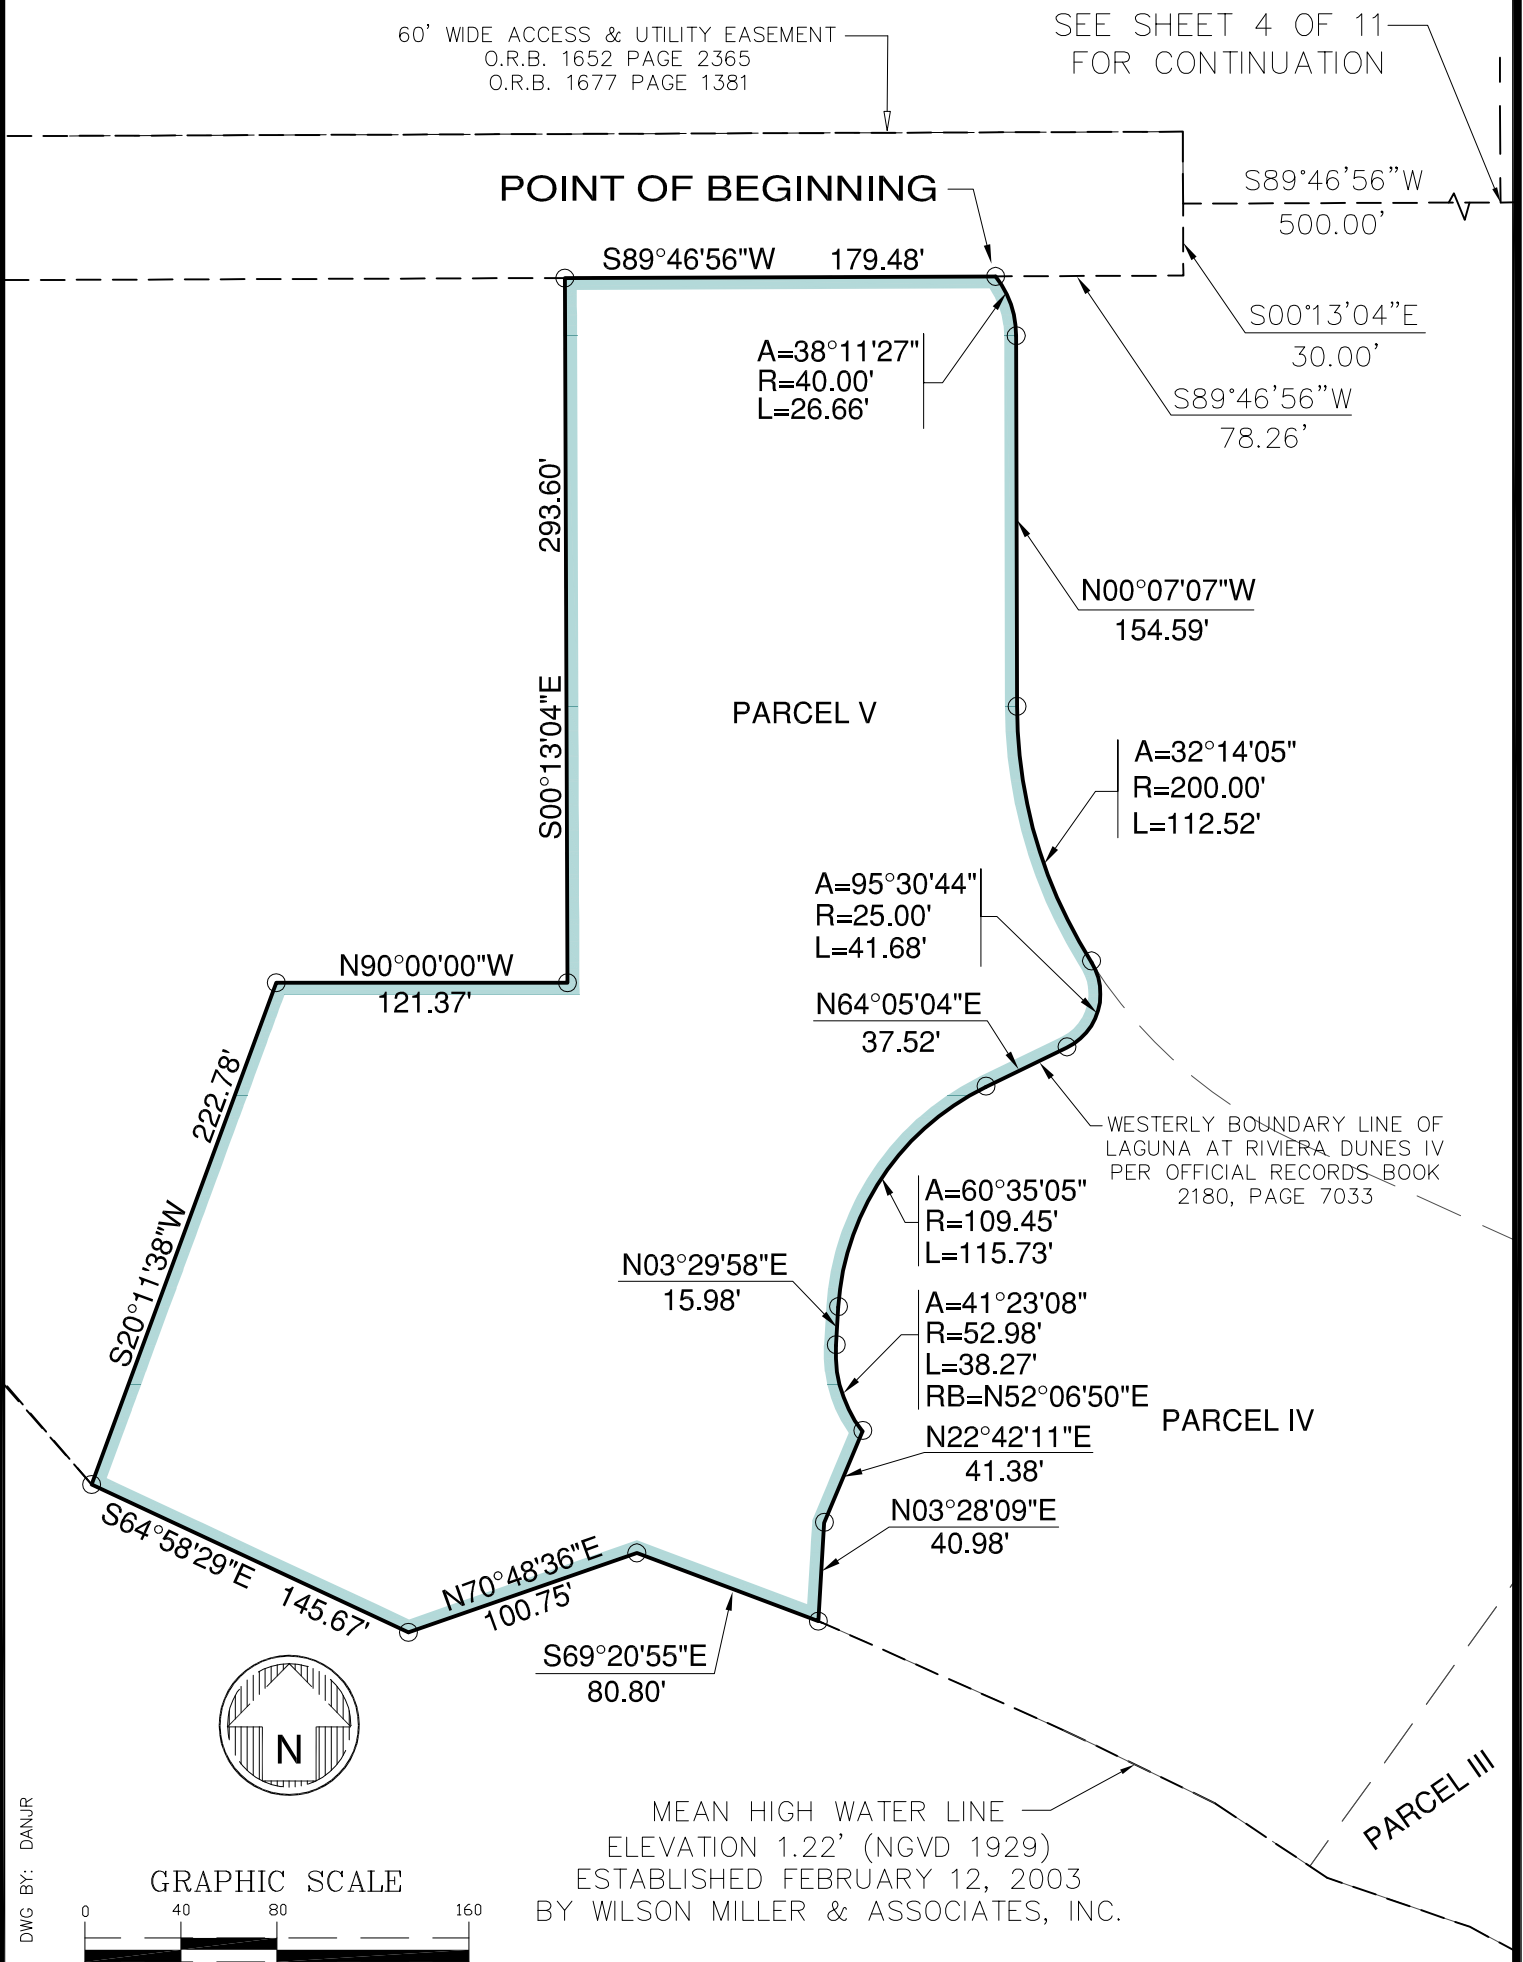 60' WIDE ACCESS & UTILITY EASEMENT
O.R.B. 1652 PAGE 2365
O.R.B. 1677 PAGE 1381
SEE SHEET 4 OF 11
FOR CONTINUATION
POINT OF BEGINNING
S89°46'56"W
500.00'
S89°46'56"W 179.48'
S00°13'04"E
30.00'
A=38°11'27"
R=40.00'
L=26.66'
S89°46'56"W
78.26'
S00°13'04"E 293.60'
N00°07'07"W
154.59'
PARCEL V
A=32°14'05"
R=200.00'
L=112.52'
A=95°30'44"
R=25.00'
L=41.68'
N90°00'00"W
121.37'
N64°05'04"E
37.52'
S20°11'38"W 222.78'
WESTERLY BOUNDARY LINE OF
LAGUNA AT RIVIERA DUNES IV
PER OFFICIAL RECORDS BOOK
2180, PAGE 7033
A=60°35'05"
R=109.45'
L=115.73'
N03°29'58"E
15.98'
A=41°23'08"
R=52.98'
L=38.27'
RB=N52°06'50"E
PARCEL IV
N22°42'11"E
41.38'
N03°28'09"E
40.98'
S64°58'29"E 145.67'
N70°48'36"E
100.75'
S69°20'55"E
80.80'
N
PARCEL III
MEAN HIGH WATER LINE
ELEVATION 1.22' (NGVD 1929)
ESTABLISHED FEBRUARY 12, 2003
BY WILSON MILLER & ASSOCIATES, INC.
DWG BY: DANJR
GRAPHIC SCALE
0 40 80 160